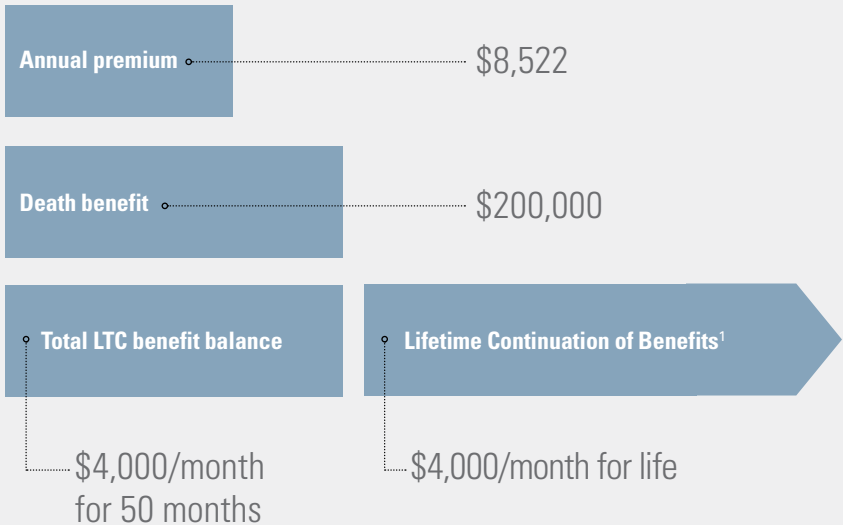 Annual premium
$8,522
Death benefit
$200,000
Total LTC benefit balance
Lifetime Continuation of Benefits¹
$4,000/month
for 50 months
$4,000/month for life